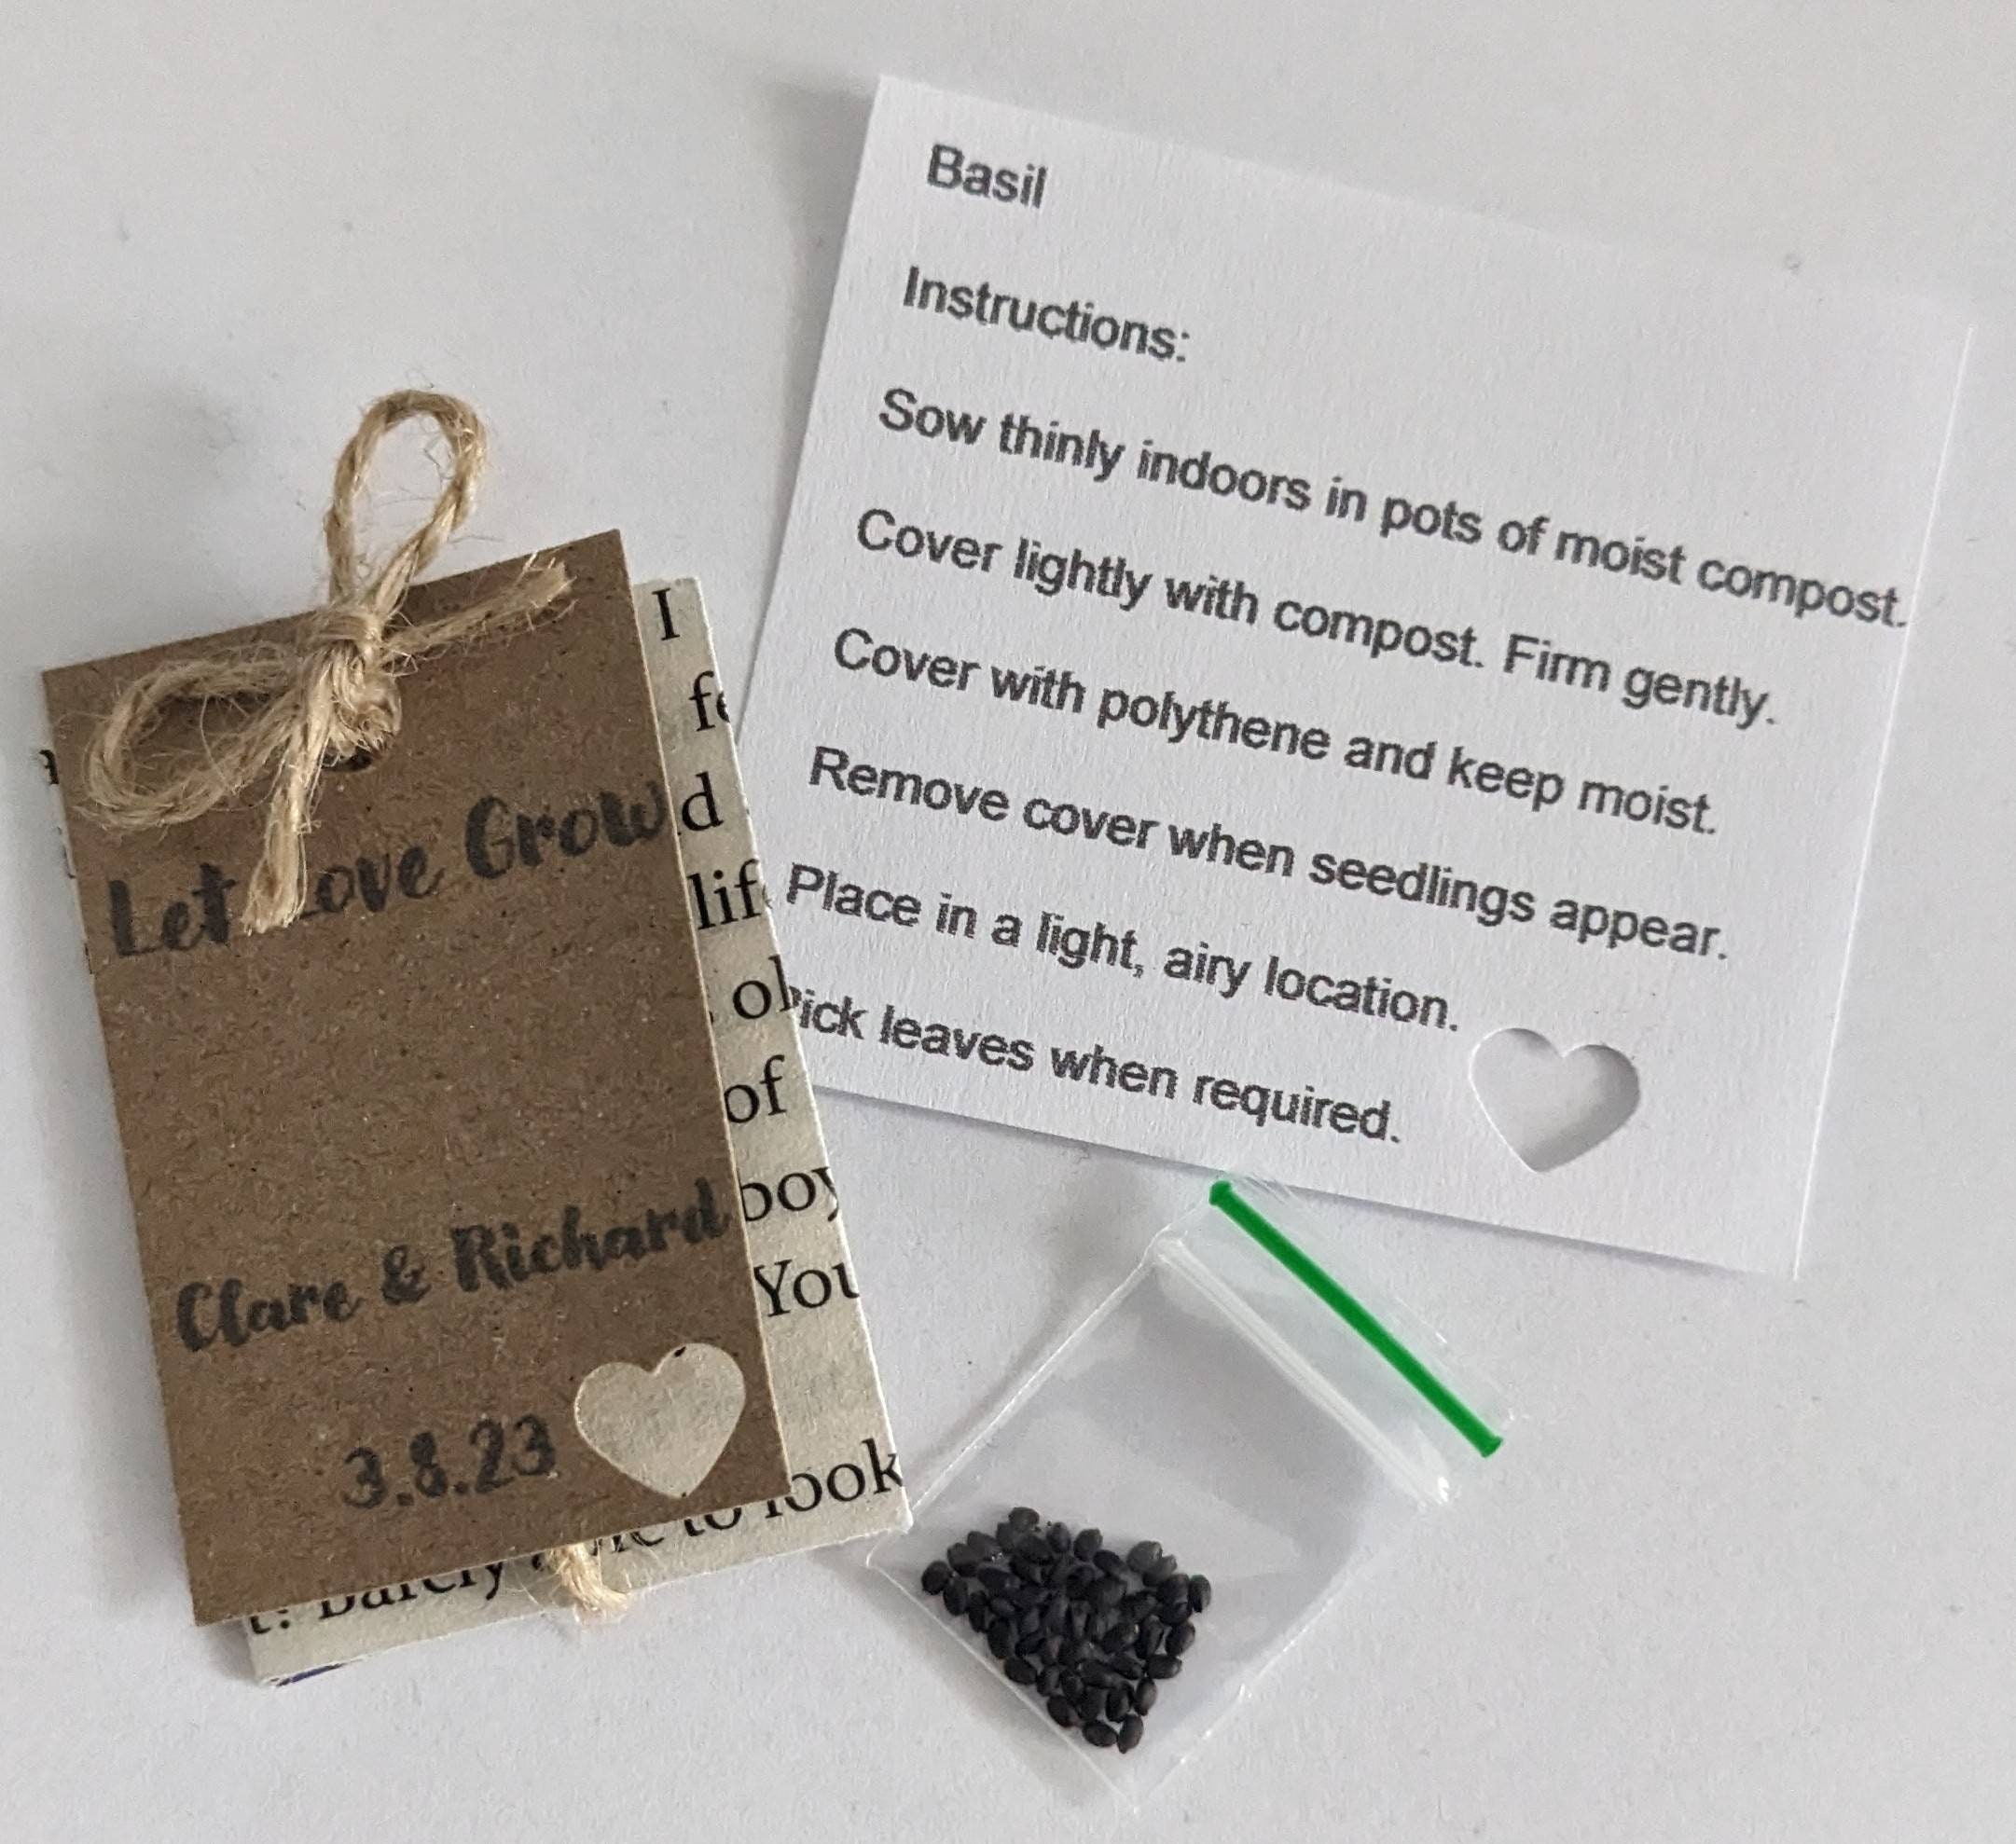 Basil
Instructions:
Sow thinly indoors in pots of moist compost.
Cover lightly with compost. Firm gently.
Cover with polythene and keep moist.
Remove cover when seedlings appear.
Place in a light, airy location.
Pick leaves when required.
Let Love Grow
Clare & Richard
3.8.23
I
d
of
You
to look